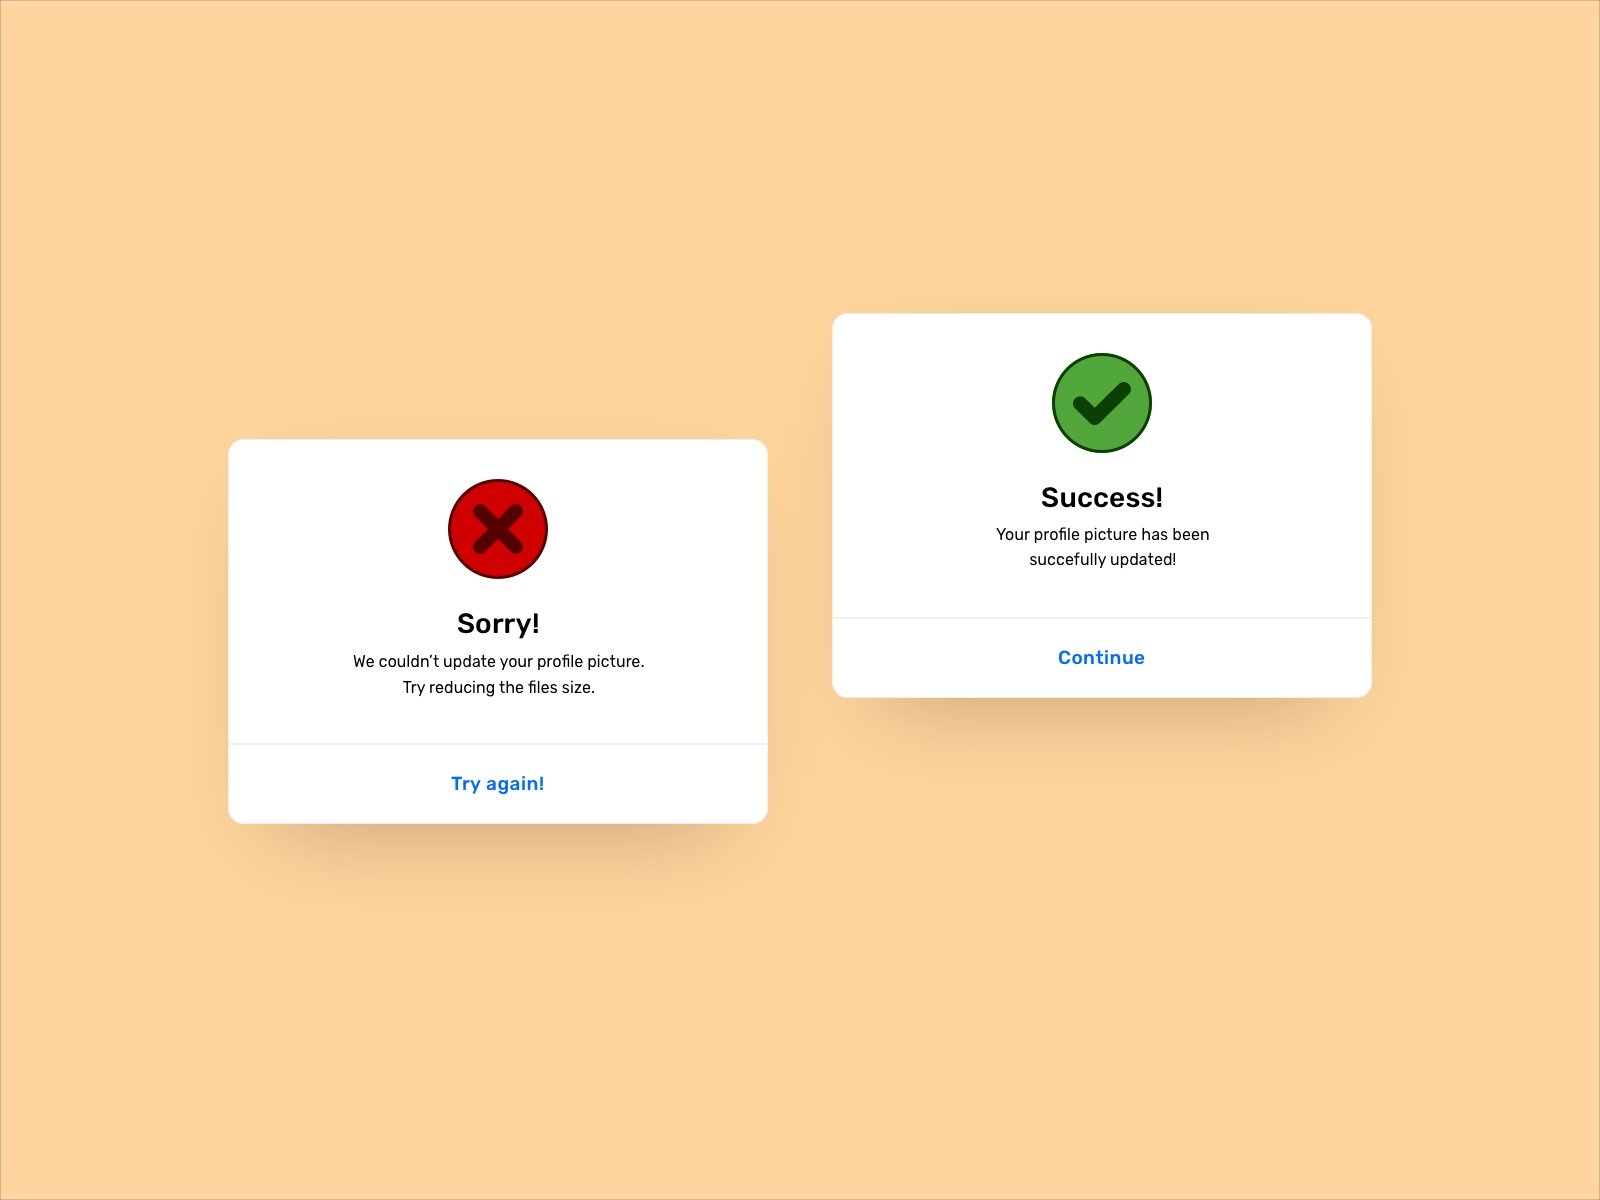 Sorry!
We couldn’t update your profile picture.
Try reducing the files size.
Try again!
Success!
Your profile picture has been
succefully updated!
Continue